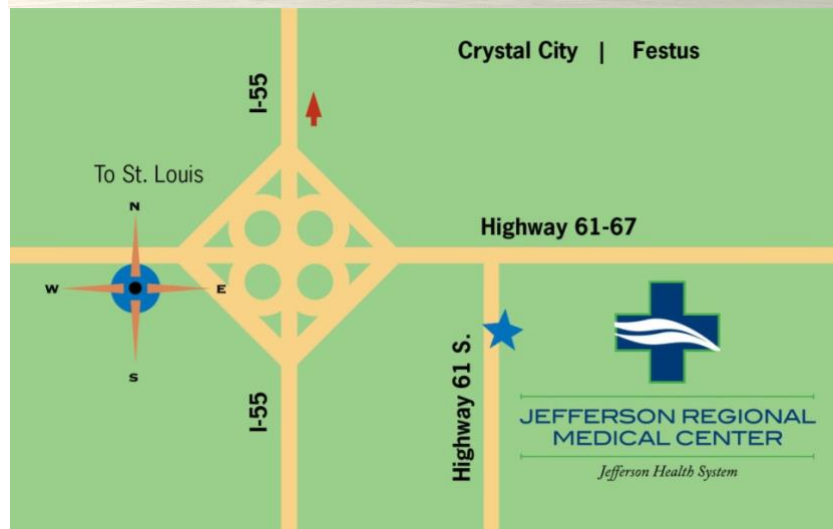 Crystal City | Festus
I-55
To St. Louis
N
W
E
S
Highway 61-67
I-55
Highway 61 S.
JEFFERSON REGIONAL
MEDICAL CENTER
Jefferson Health System